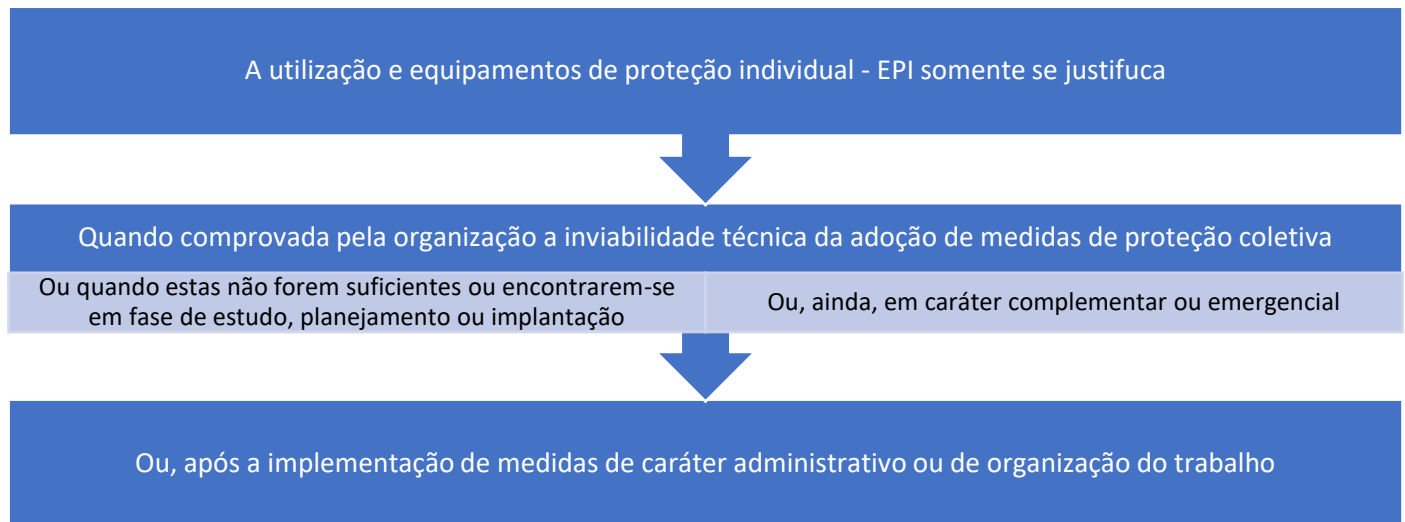 A utilização e equipamentos de proteção individual - EPI somente se justifuca
Quando comprovada pela organização a inviabilidade técnica da adoção de medidas de proteção coletiva
Ou quando estas não forem suficientes ou encontrarem-se
em fase de estudo, planejamento ou implantação
Ou, ainda, em caráter complementar ou emergencial
Ou, após a implementação de medidas de caráter administrativo ou de organização do trabalho